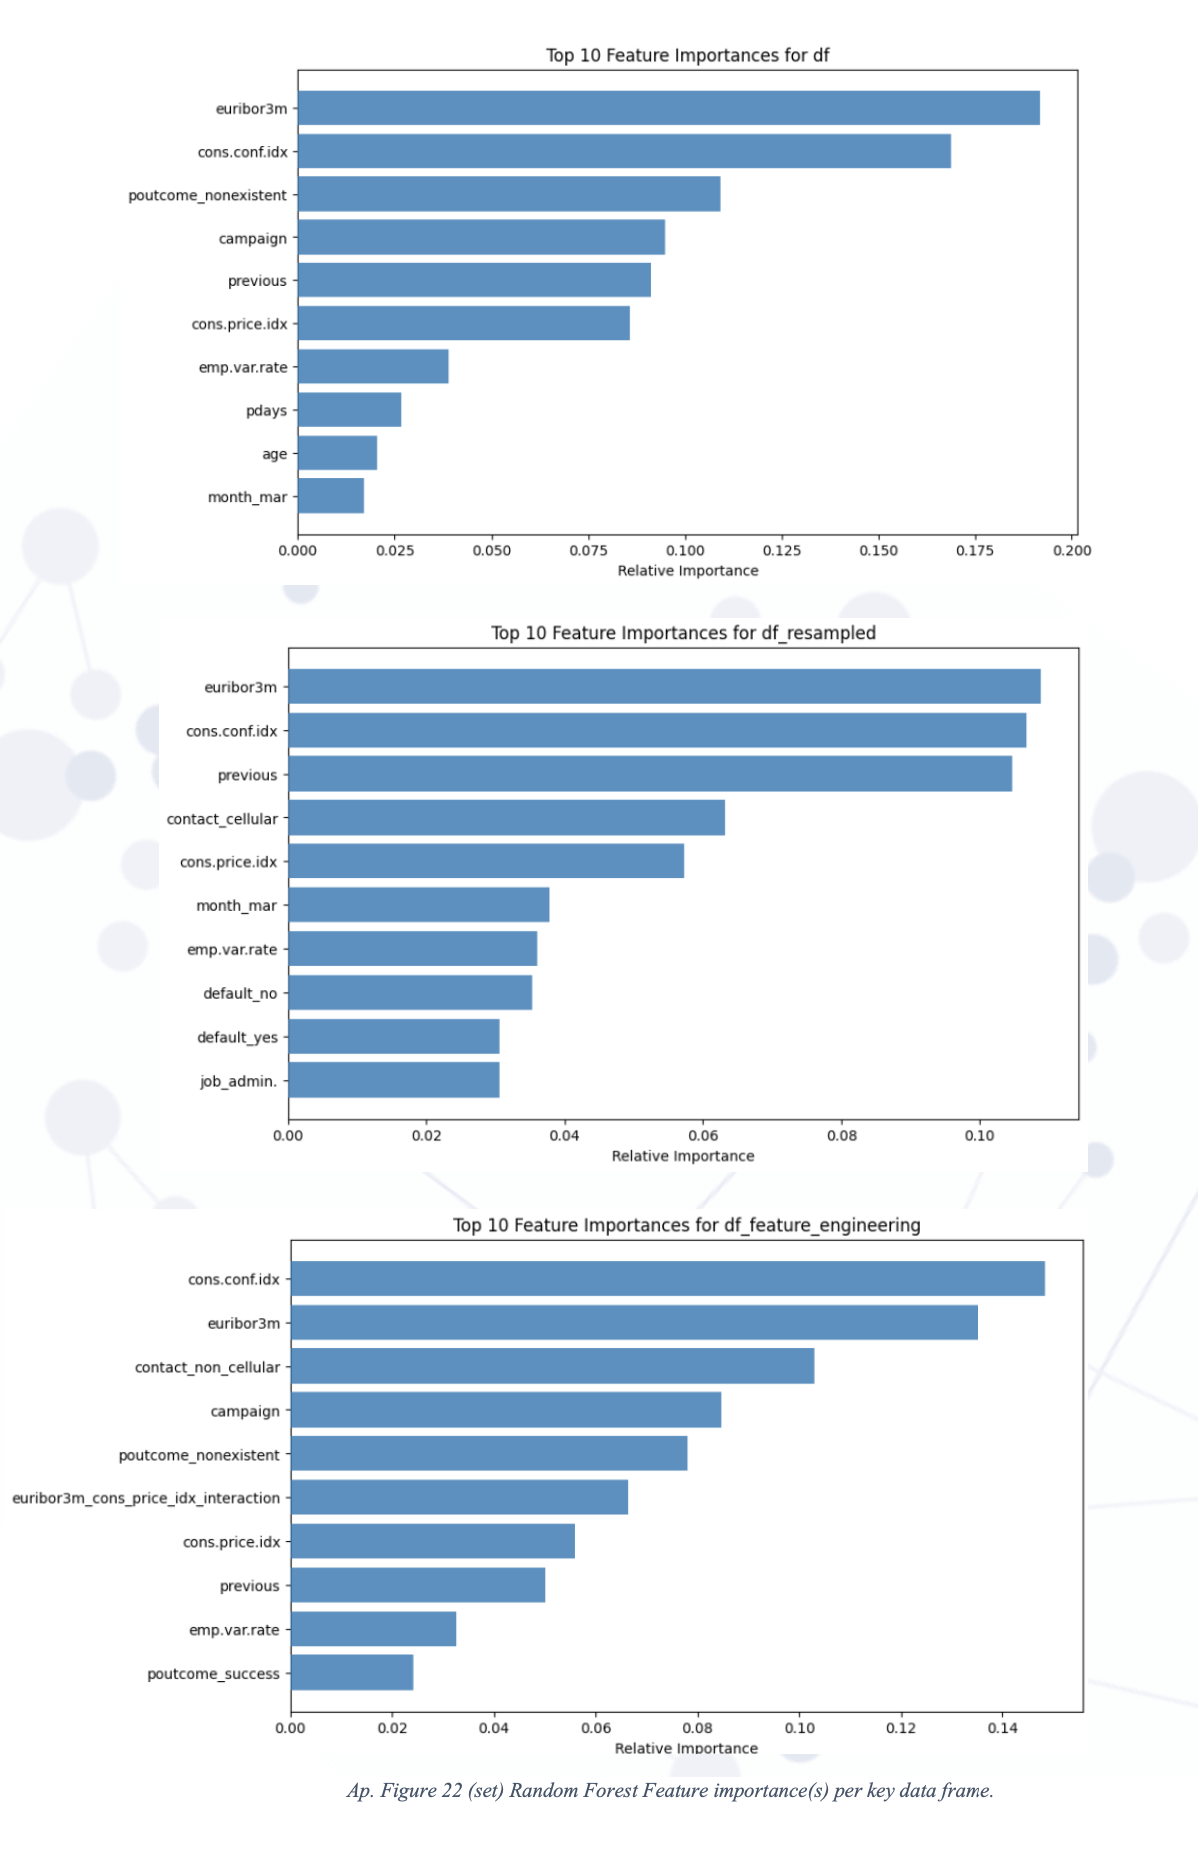 Top 10 Feature Importances for df
euribor3m
cons.conf.idx
poutcome_nonexistent
campaign
previous
cons.price.idx
emp.var.rate
pdays
age
month_mar
0.000 0.025 0.050 0.075 0.100 0.125 0.150 0.175 0.200
Relative Importance
Top 10 Feature Importances for df_resampled
euribor3m
cons.conf.idx
previous
contact_cellular
cons.price.idx
month_mar
emp.var.rate
default_no
default_yes
job_admin.
0.00 0.02 0.04 0.06 0.08 0.10
Relative Importance
Top 10 Feature Importances for df_feature_engineering
cons.conf.idx
euribor3m
contact_non_cellular
campaign
poutcome_nonexistent
euribor3m_cons_price_idx_interaction
cons.price.idx
previous
emp.var.rate
poutcome_success
0.00 0.02 0.04 0.06 0.08 0.10 0.12 0.14
Relative Importance
Ap. Figure 22 (set) Random Forest Feature importance(s) per key data frame.